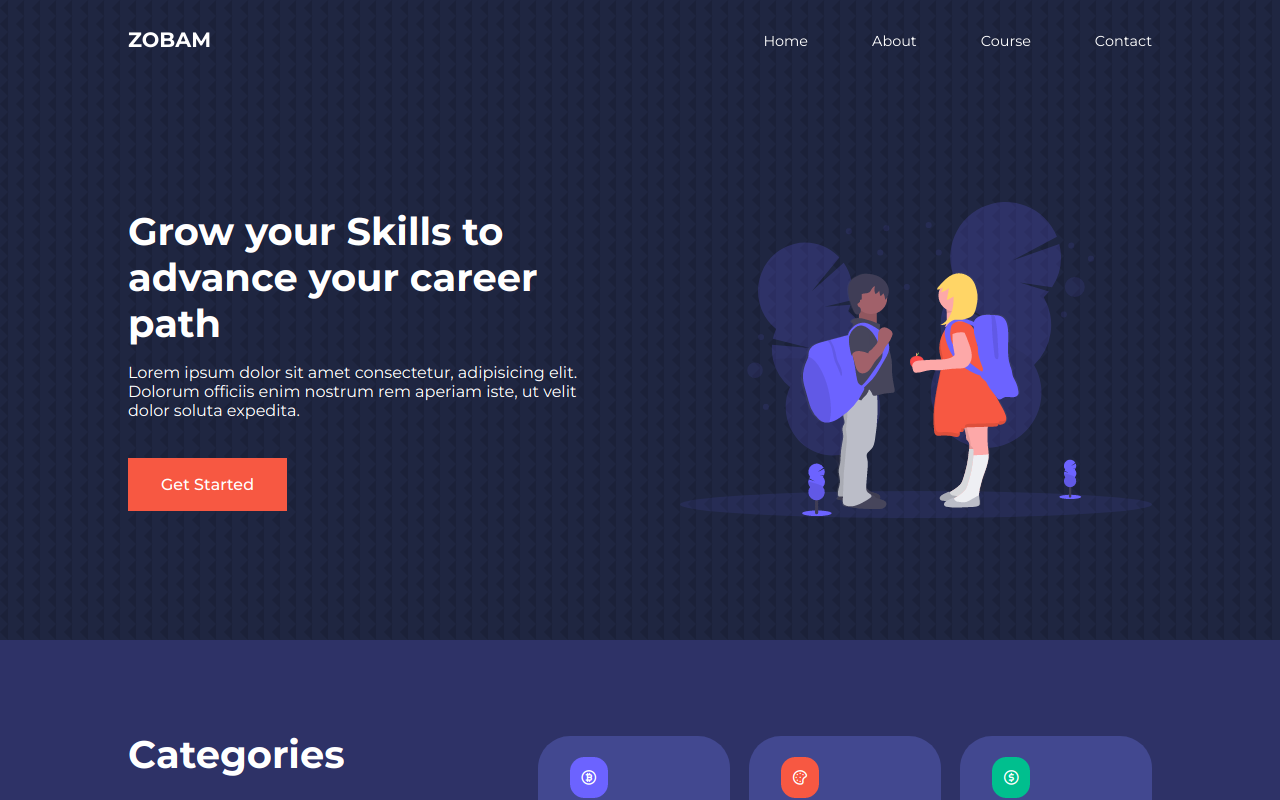 ZOBAM
Home
About
Course
Contact
Grow your Skills to
advance your career
path
Lorem ipsum dolor sit amet consectetur, adipisicing elit.
Dolorum officiis enim nostrum rem aperiam iste, ut velit
dolor soluta expedita.
Get Started
Categories